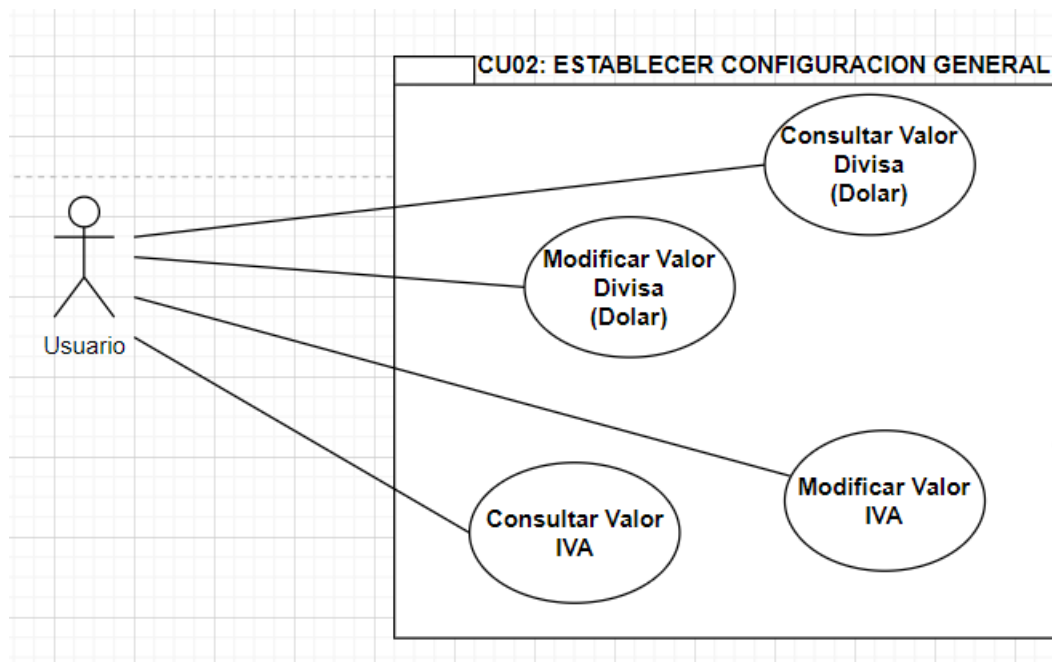 CU02: ESTABLECER CONFIGURACION GENERAL
Consultar Valor
Divisa
(Dolar)
Modificar Valor
Divisa
(Dolar)
Usuario
Modificar Valor
IVA
Consultar Valor
IVA